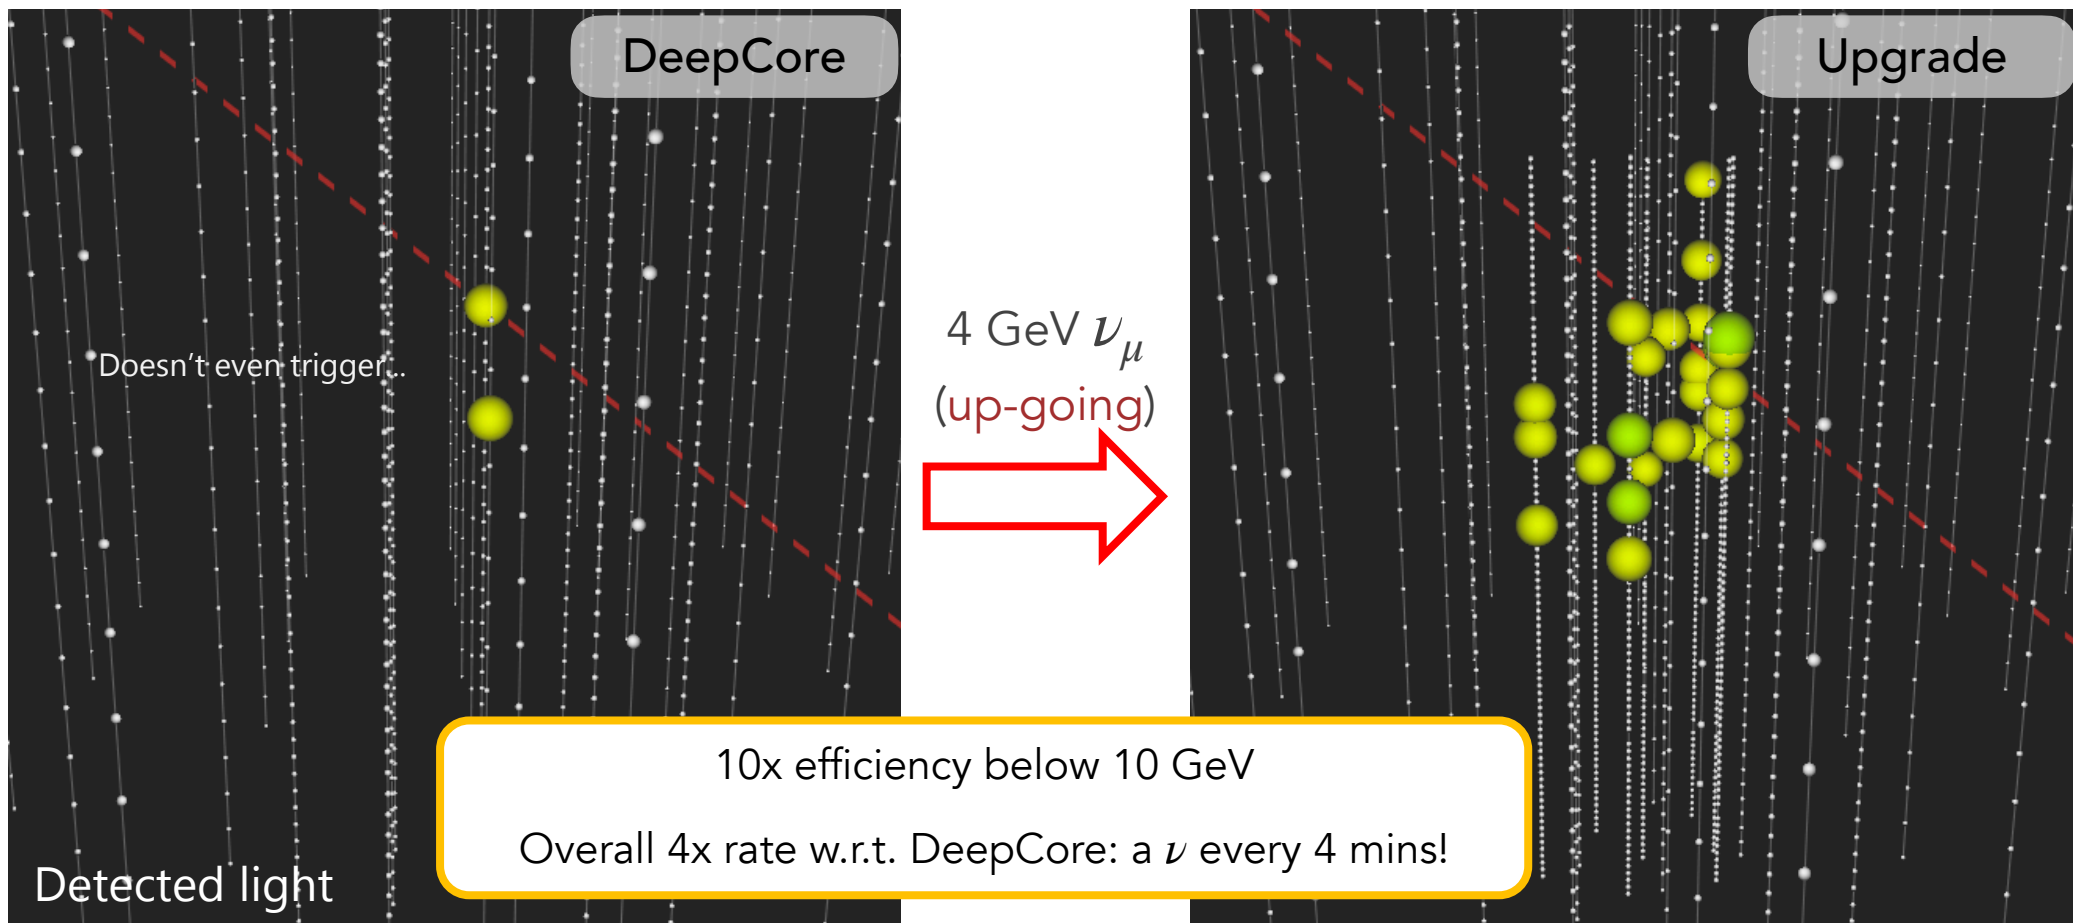 DeepCore
Upgrade
Doesn't even trigger...
4 GeV ν_μ
(up-going)
10x efficiency below 10 GeV
Overall 4x rate w.r.t. DeepCore: a ν every 4 mins!
Detected light